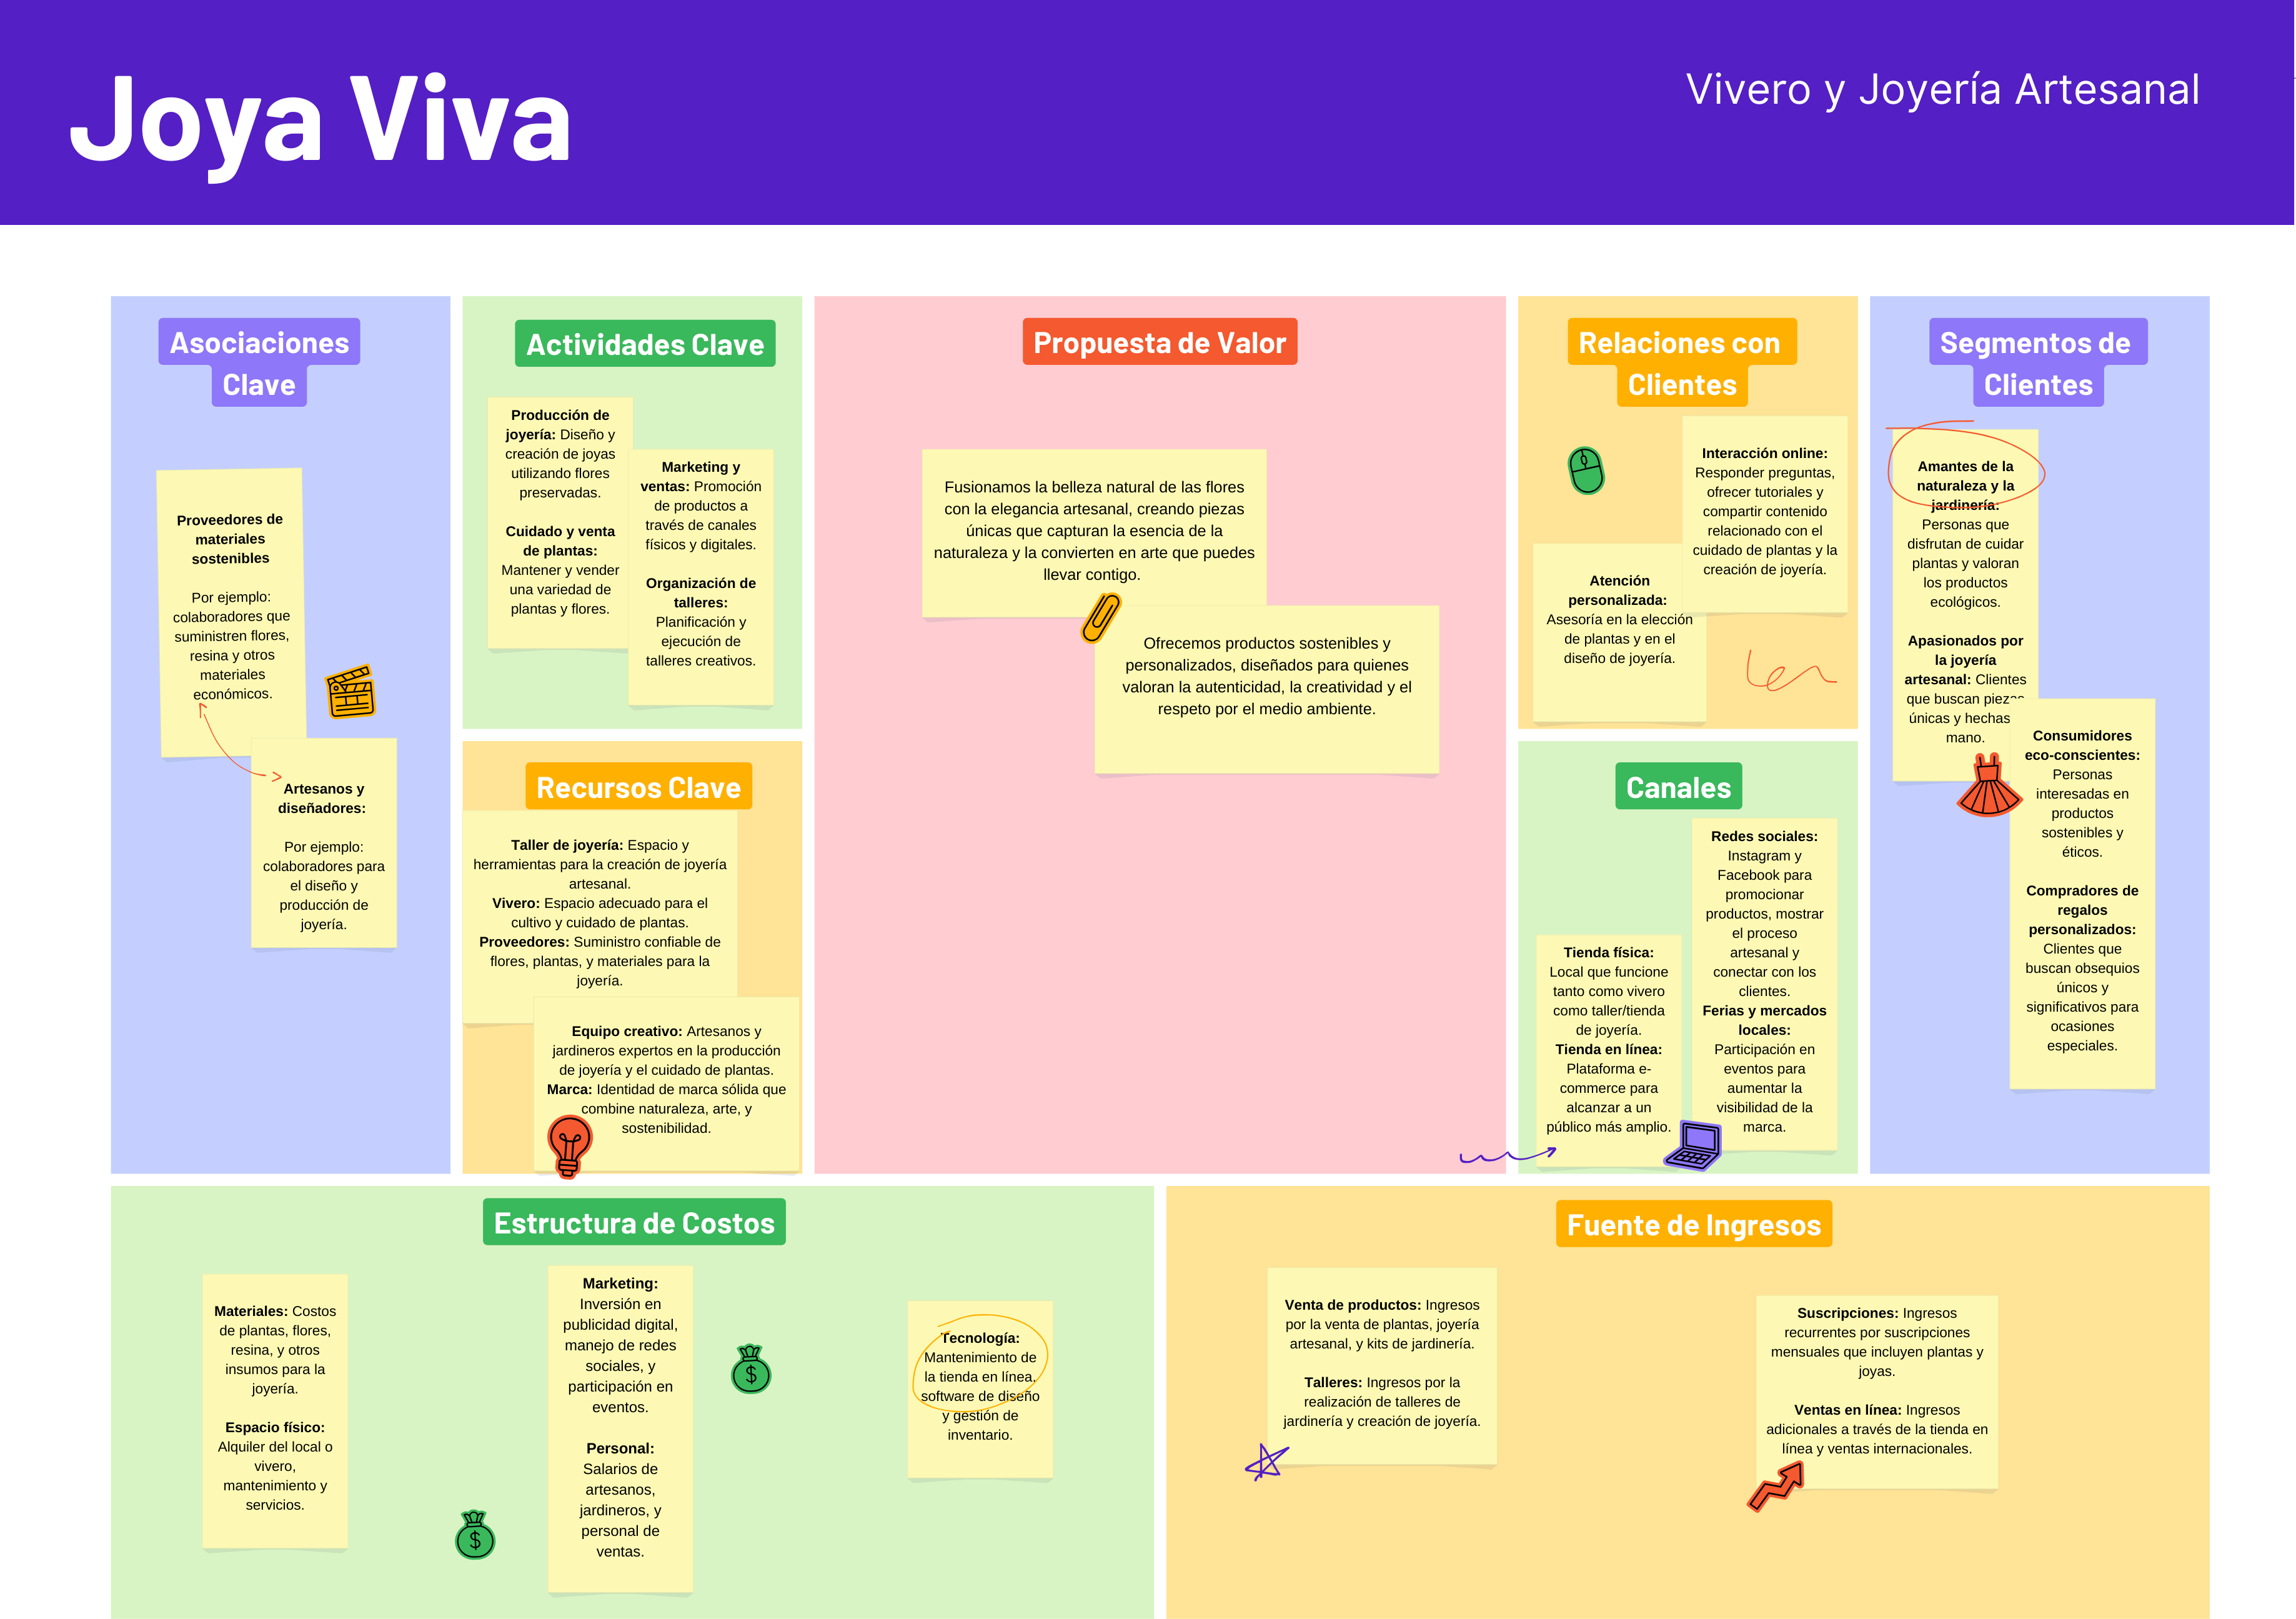 Joya Viva
Vivero y Joyería Artesanal
Asociaciones
Clave
Proveedores de
materiales
sostenibles
Por ejemplo:
colaboradores que
suministren flores,
resina y otros
materiales
económicos.
Artesanos y
diseñadores:
Por ejemplo:
colaboradores para
el diseño y
producción de
joyería.
Actividades Clave
Producción de
joyería: Diseño y
creación de joyas
utilizando flores
preservadas.
Cuidado y venta
de plantas:
Mantener y vender
una variedad de
plantas y flores.
Marketing y
ventas: Promoción
de productos a
través de canales
físicos y digitales.
Organización de
talleres:
Planificación y
ejecución de
talleres creativos.
Recursos Clave
Taller de joyería: Espacio y
herramientas para la creación de joyería
artesanal.
Vivero: Espacio adecuado para el
cultivo y cuidado de plantas.
Proveedores: Suministro confiable de
flores, plantas, y materiales para la
joyería.
Equipo creativo: Artesanos y
jardineros expertos en la producción
de joyería y el cuidado de plantas.
Marca: Identidad de marca sólida que
combine naturaleza, arte, y
sostenibilidad.
Propuesta de Valor
Fusionamos la belleza natural de las flores
con la elegancia artesanal, creando piezas
únicas que capturan la esencia de la
naturaleza y la convierten en arte que puedes
llevar contigo.
Ofrecemos productos sostenibles y
personalizados, diseñados para quienes
valoran la autenticidad, la creatividad y el
respeto por el medio ambiente.
Relaciones con
Clientes
Interacción online:
Responder preguntas,
ofrecer tutoriales y
compartir contenido
relacionado con el
cuidado de plantas y la
creación de joyería.
Atención
personalizada:
Asesoría en la elección
de plantas y en el
diseño de joyería.
Canales
Tienda física:
Local que funcione
tanto como vivero
como taller/tienda
de joyería.
Tienda en línea:
Plataforma e-
commerce para
alcanzar a un
público más amplio.
Redes sociales:
Instagram y
Facebook para
promocionar
productos, mostrar
el proceso
artesanal y
conectar con los
clientes.
Ferias y mercados
locales:
Participación en
eventos para
aumentar la
visibilidad de la
marca.
Segmentos de
Clientes
Amantes de la
naturaleza y la
jardinería:
Personas que
disfrutan de cuidar
plantas y valoran
los productos
ecológicos.
Apasionados por
la joyería
artesanal: Clientes
que buscan piezas
únicas y hechas
mano.
Consumidores
eco-conscientes:
Personas
interesadas en
productos
sostenibles y
éticos.
Compradores de
regalos
personalizados:
Clientes que
buscan obsequios
únicos y
significativos para
ocasiones
especiales.
Estructura de Costos
Materiales: Costos
de plantas, flores,
resina, y otros
insumos para la
joyería.
Espacio físico:
Alquiler del local o
vivero,
mantenimiento y
servicios.
Marketing:
Inversión en
publicidad digital,
manejo de redes
sociales, y
participación en
eventos.
Personal:
Salarios de
artesanos,
jardineros, y
personal de
ventas.
Tecnología:
Mantenimiento de
la tienda en línea,
software de diseño
y gestión de
inventario.
Fuente de Ingresos
Venta de productos: Ingresos
por la venta de plantas, joyería
artesanal, y kits de jardinería.
Talleres: Ingresos por la
realización de talleres de
jardinería y creación de joyería.
Suscripciones: Ingresos
recurrentes por suscripciones
mensuales que incluyen plantas y
joyas.
Ventas en línea: Ingresos
adicionales a través de la tienda en
línea y ventas internacionales.